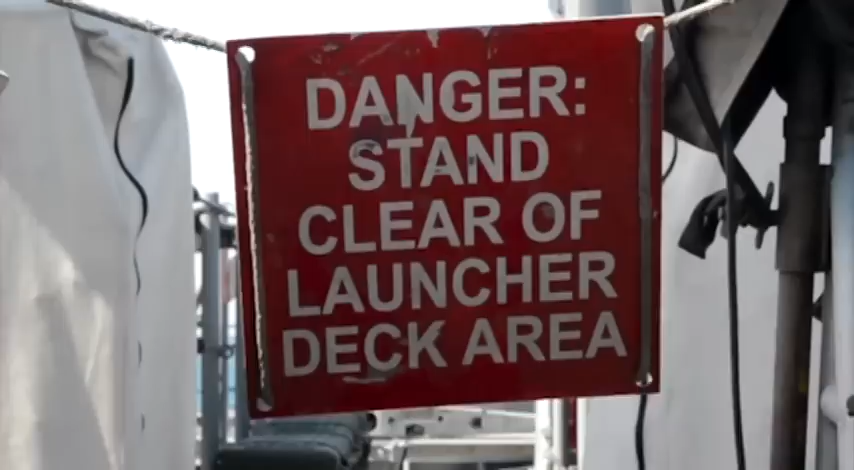 DANGER:
STAND
CLEAR OF
LAUNCHER
DECK AREA